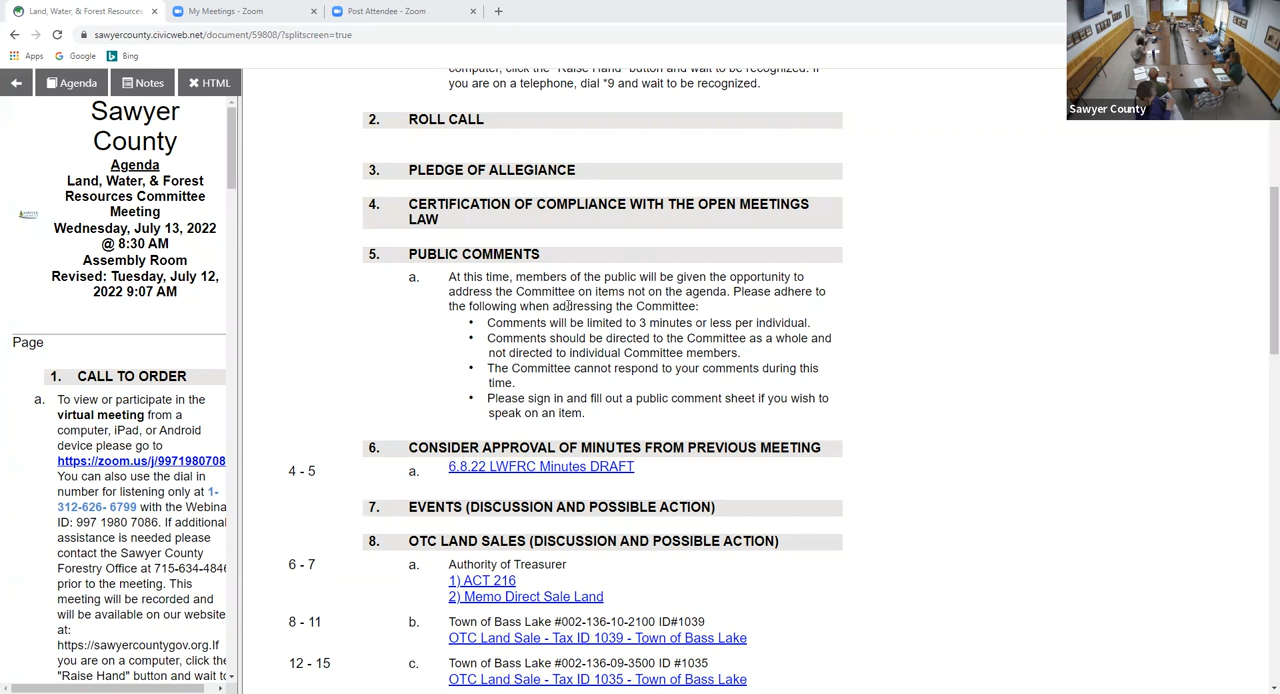 Land, Water, & Forest Resources
My Meetings - Zoom
Post Attendee - Zoom
sawyercounty.civicweb.net/document/59808/?splitscreen=true
Apps
Google
Bing
Agenda
Notes
HTML
Sawyer
County
Agenda
Land, Water, & Forest
Resources Committee
Meeting
Wednesday, July 13, 2022
@ 8:30 AM
Assembly Room
Revised: Tuesday, July 12,
2022 9:07 AM
Page
1. CALL TO ORDER
a. To view or participate in the
virtual meeting from a
computer, iPad, or Android
device please go to
https://zoom.us/j/9971980708
You can also use the dial in
number for listening only at 1-
312-626- 6799 with the Webina
ID: 997 1980 7086. If additional
assistance is needed please
contact the Sawyer County
Forestry Office at 715-634-4846
prior to the meeting. This
meeting will be recorded and
will be available on our website
at:
https://sawyercountygov.org.If
you are on a computer, click the
"Raise Hand" button and wait to
computer, click the "Raise Hand" button and wait to be recognized. If
you are on a telephone, dial *9 and wait to be recognized.
2. ROLL CALL
3. PLEDGE OF ALLEGIANCE
4. CERTIFICATION OF COMPLIANCE WITH THE OPEN MEETINGS
LAW
5. PUBLIC COMMENTS
a. At this time, members of the public will be given the opportunity to
address the Committee on items not on the agenda. Please adhere to
the following when addressing the Committee:
• Comments will be limited to 3 minutes or less per individual.
• Comments should be directed to the Committee as a whole and
not directed to individual Committee members.
• The Committee cannot respond to your comments during this
time.
• Please sign in and fill out a public comment sheet if you wish to
speak on an item.
6. CONSIDER APPROVAL OF MINUTES FROM PREVIOUS MEETING
4 - 5 a. 6.8.22 LWFRC Minutes DRAFT
7. EVENTS (DISCUSSION AND POSSIBLE ACTION)
8. OTC LAND SALES (DISCUSSION AND POSSIBLE ACTION)
6 - 7 a. Authority of Treasurer
1) ACT 216
2) Memo Direct Sale Land
8 - 11 b. Town of Bass Lake #002-136-10-2100 ID#1039
OTC Land Sale - Tax ID 1039 - Town of Bass Lake
12 - 15 c. Town of Bass Lake #002-136-09-3500 ID #1035
OTC Land Sale - Tax ID 1035 - Town of Bass Lake
Sawyer County